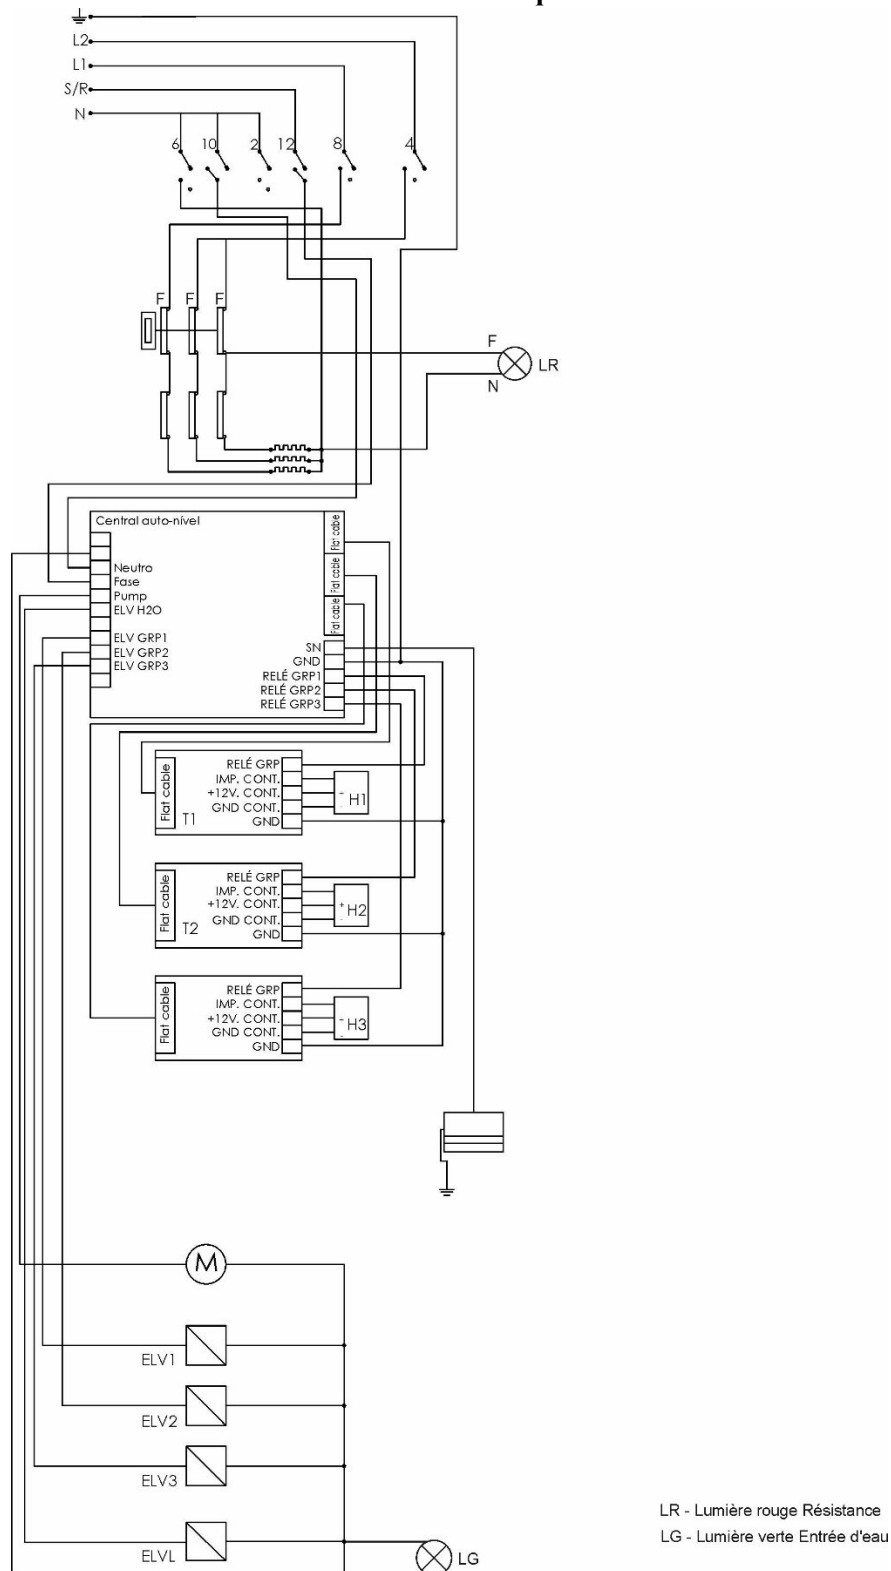 L2
L1
S/R
N
6 10 2 12 8 4
F F F
F
LR
N
Central auto-nível
Flat cable
Flat cable
Flat cable
Neutro
Fase
Pump
ELV H2O
ELV GRP1
ELV GRP2
ELV GRP3
SN
GND
RELÉ GRP1
RELÉ GRP2
RELÉ GRP3
Flat cable
T1
RELÉ GRP
IMP. CONT.
+12V. CONT.
GND CONT.
GND
+ H1
-
Flat cable
T2
RELÉ GRP
IMP. CONT.
+12V. CONT.
GND CONT.
GND
+ H2
-
Flat cable
RELÉ GRP
IMP. CONT.
+12V. CONT.
GND CONT.
GND
+ H3
-
M
ELV1
ELV2
ELV3
ELVL
LG
LR - Lumière rouge Résistance
LG - Lumière verte Entrée d'eau